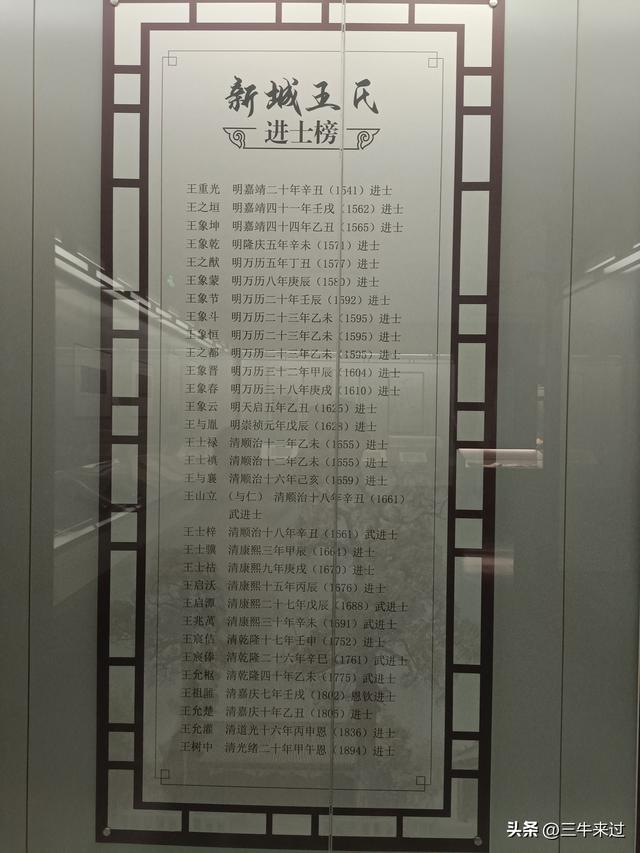 新城王氏
进士榜
王重光 明嘉靖二十年辛丑（1541）进士
王之垣 明嘉靖四十一年壬戌（1562）进士
王象坤 明嘉靖四十四年乙丑（1565）进士
王象乾 明隆庆五年辛未（1571）进士
王之猷 明万历五年丁丑（1577）进士
王象蒙 明万历八年庚辰（1580）进士
王象节 明万历二十年壬辰（1592）进士
王象斗 明万历二十三年乙未（1595）进士
王象恒 明万历二十三年乙未（1595）进士
王之都 明万历二十三年乙未（1595）进士
王象晋 明万历三十二年甲辰（1604）进士
王象春 明万历三十八年庚戌（1610）进士
王象云 明天启五年乙丑（1625）进士
王与胤 明崇祯元年戊辰（1628）进士
王士禄 清顺治十二年乙未（1655）进士
王士禛 清顺治十二年乙未（1655）进士
王与襄 清顺治十六年己亥（1659）进士
王山立 （与仁） 清顺治十八年辛丑（1661）
武进士
王士梓 清顺治十八年辛丑（1661）武进士
王士骥 清康熙三年甲辰（1664）进士
王士祜 清康熙九年庚戌（1670）进士
王启沃 清康熙十五年丙辰（1676）进士
王启潭 清康熙二十七年戊辰（1688）武进士
王兆萬 清康熙三十年辛未（1691）武进士
王宸佶 清乾隆十七年壬申（1752）进士
王宸俸 清乾隆二十六年辛巳（1761）武进士
王允枢 清乾隆四十年乙未（1775）武进士
王祖 清嘉庆七年壬戌（1802）恩钦进士
王允楚 清嘉庆十年乙丑（1805）进士
王允灌 清道光十六年丙申恩（1836）进士
王树中 清光绪二十年甲午恩（1894）进士
头条 @三牛来过